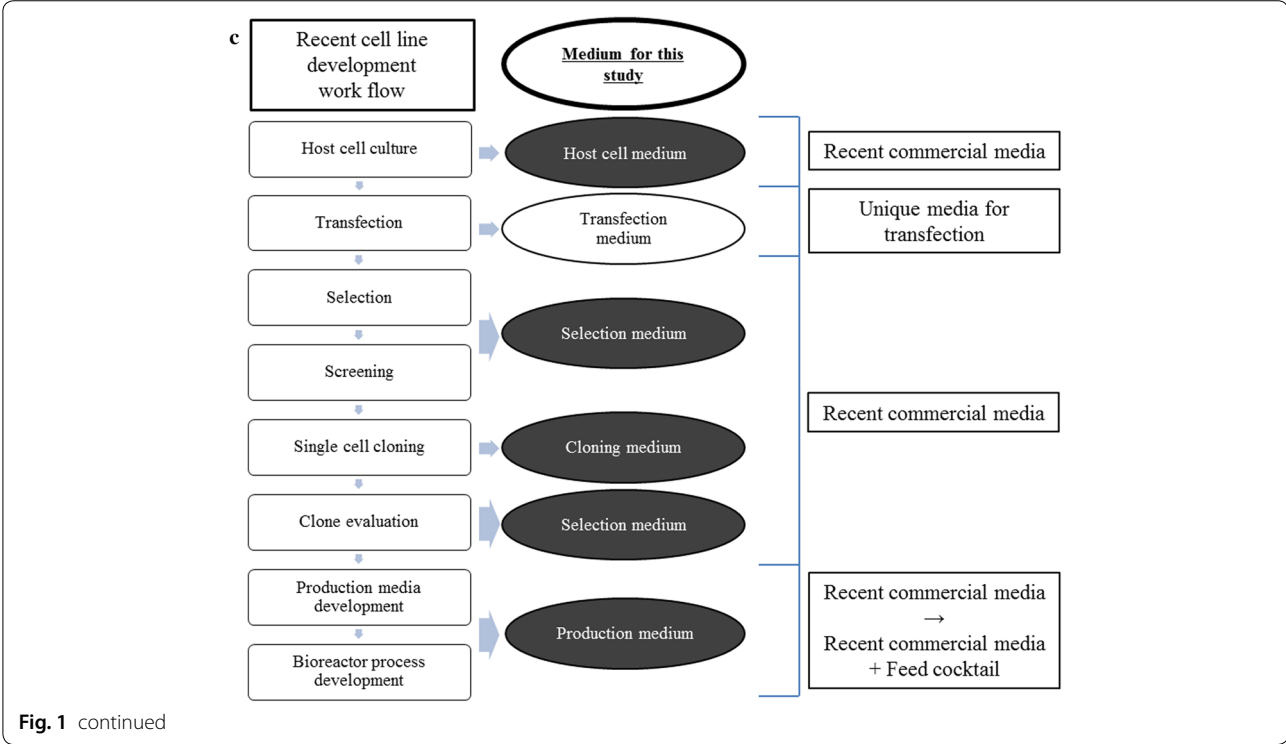 c
Recent cell line
development
work flow
Medium for this
study
Host cell culture
Host cell medium
Recent commercial media
Transfection
Transfection
medium
Unique media for
transfection
Selection
Screening
Selection medium
Single cell cloning
Cloning medium
Clone evaluation
Selection medium
Recent commercial media
Production media
development
Bioreactor process
development
Production medium
Recent commercial media
→
Recent commercial media
+ Feed cocktail
Fig. 1 continued